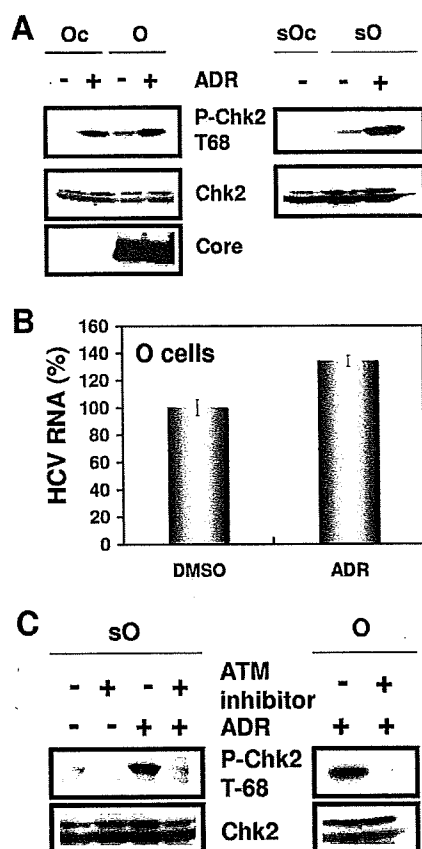 A
Oc O sOc sO
- + - + ADR - - +
P-Chk2
T68
Chk2
Core
B
160
140
120
100
80
60
40
20
0
HCV RNA (%)
O cells
DMSO ADR
C
sO O
- + - + ATM inhibitor - +
- - + + ADR + +
P-Chk2
T-68
Chk2